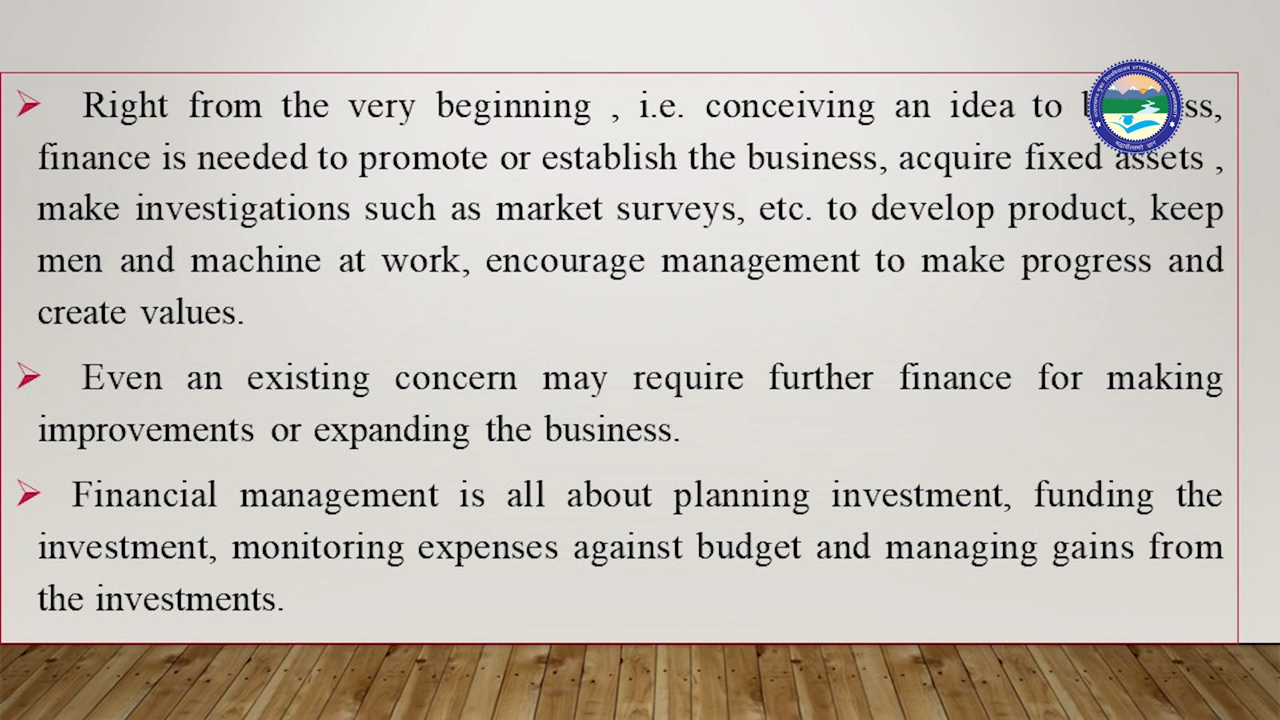 ➢ Right from the very beginning , i.e. conceiving an idea to
finance is needed to promote or establish the business, acquire fixed assets ,
make investigations such as market surveys, etc. to develop product, keep
men and machine at work, encourage management to make progress and
create values.
➢ Even an existing concern may require further finance for making
improvements or expanding the business.
➢ Financial management is all about planning investment, funding the
investment, monitoring expenses against budget and managing gains from
the investments.